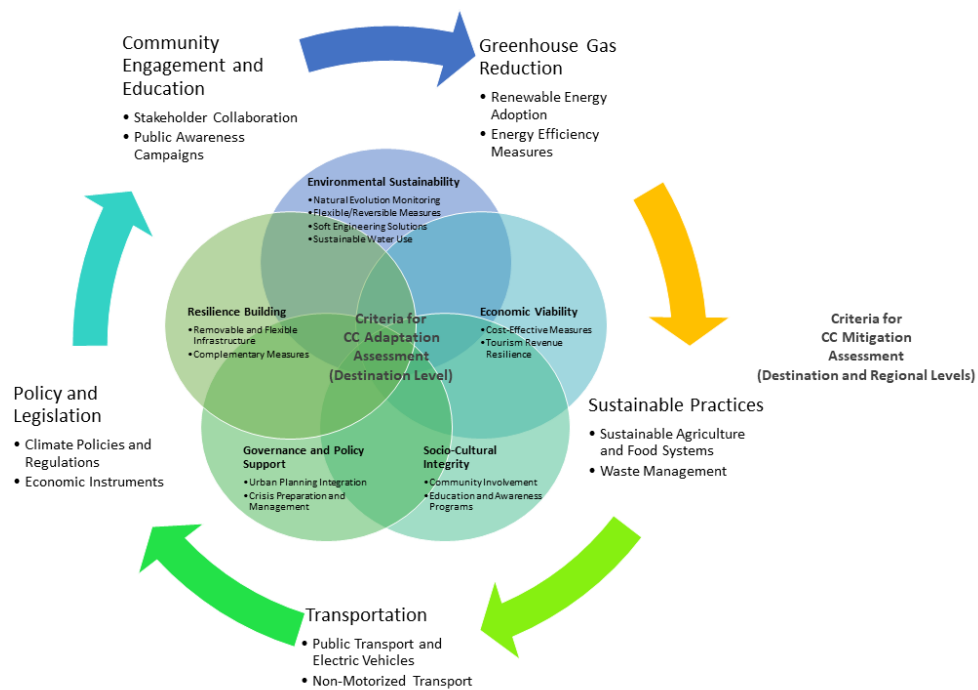 Community
Engagement and
Education
• Stakeholder Collaboration
• Public Awareness
Campaigns
Greenhouse Gas
Reduction
• Renewable Energy
Adoption
• Energy Efficiency
Measures
Environmental Sustainability
• Natural Evolution Monitoring
• Flexible/Reversible Measures
• Soft Engineering Solutions
• Sustainable Water Use
Resilience Building
• Removable and Flexible
Infrastructure
• Complementary Measures
Criteria for
CC Adaptation
Assessment
(Destination Level)
Economic Viability
• Cost-Effective Measures
• Tourism Revenue
Resilience
Criteria for
CC Mitigation
Assessment
(Destination and Regional Levels)
Policy and
Legislation
• Climate Policies and
Regulations
• Economic Instruments
Sustainable Practices
• Sustainable Agriculture
and Food Systems
• Waste Management
Governance and Policy
Support
• Urban Planning Integration
• Crisis Preparation and
Management
Socio-Cultural
Integrity
• Community Involvement
• Education and Awareness
Programs
Transportation
• Public Transport and
Electric Vehicles
• Non-Motorized Transport